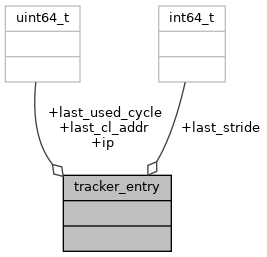 uint64_t
int64_t
+last_used_cycle
+last_cl_addr
+ip
+last_stride
tracker_entry